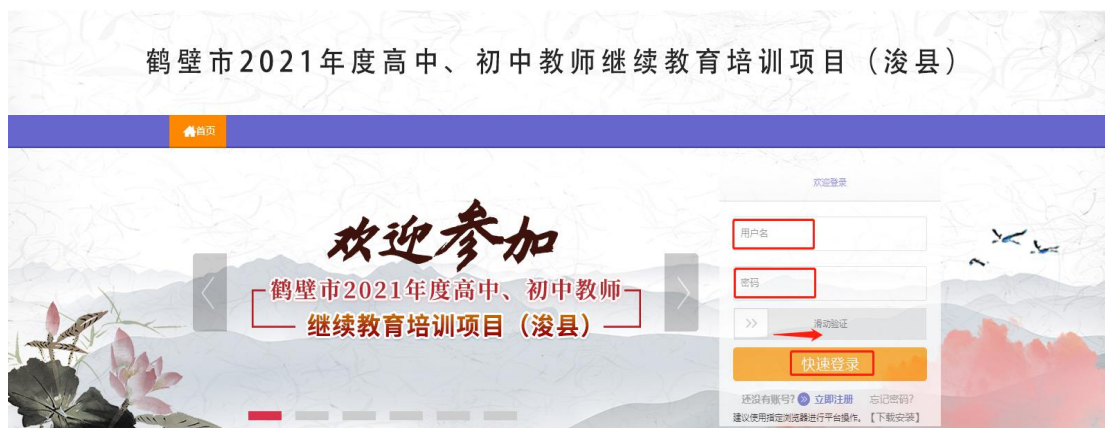 鹤壁市2021年度高中、初中教师继续教育培训项目（浚县）
首页
欢迎登录
欢迎参加
鹤壁市2021年度高中、初中教师
继续教育培训项目（浚县）
用户名
密码
>> 滑动验证
快速登录
还没有账号? 立即注册 忘记密码?
建议使用指定浏览器进行平台操作。【下载安装】